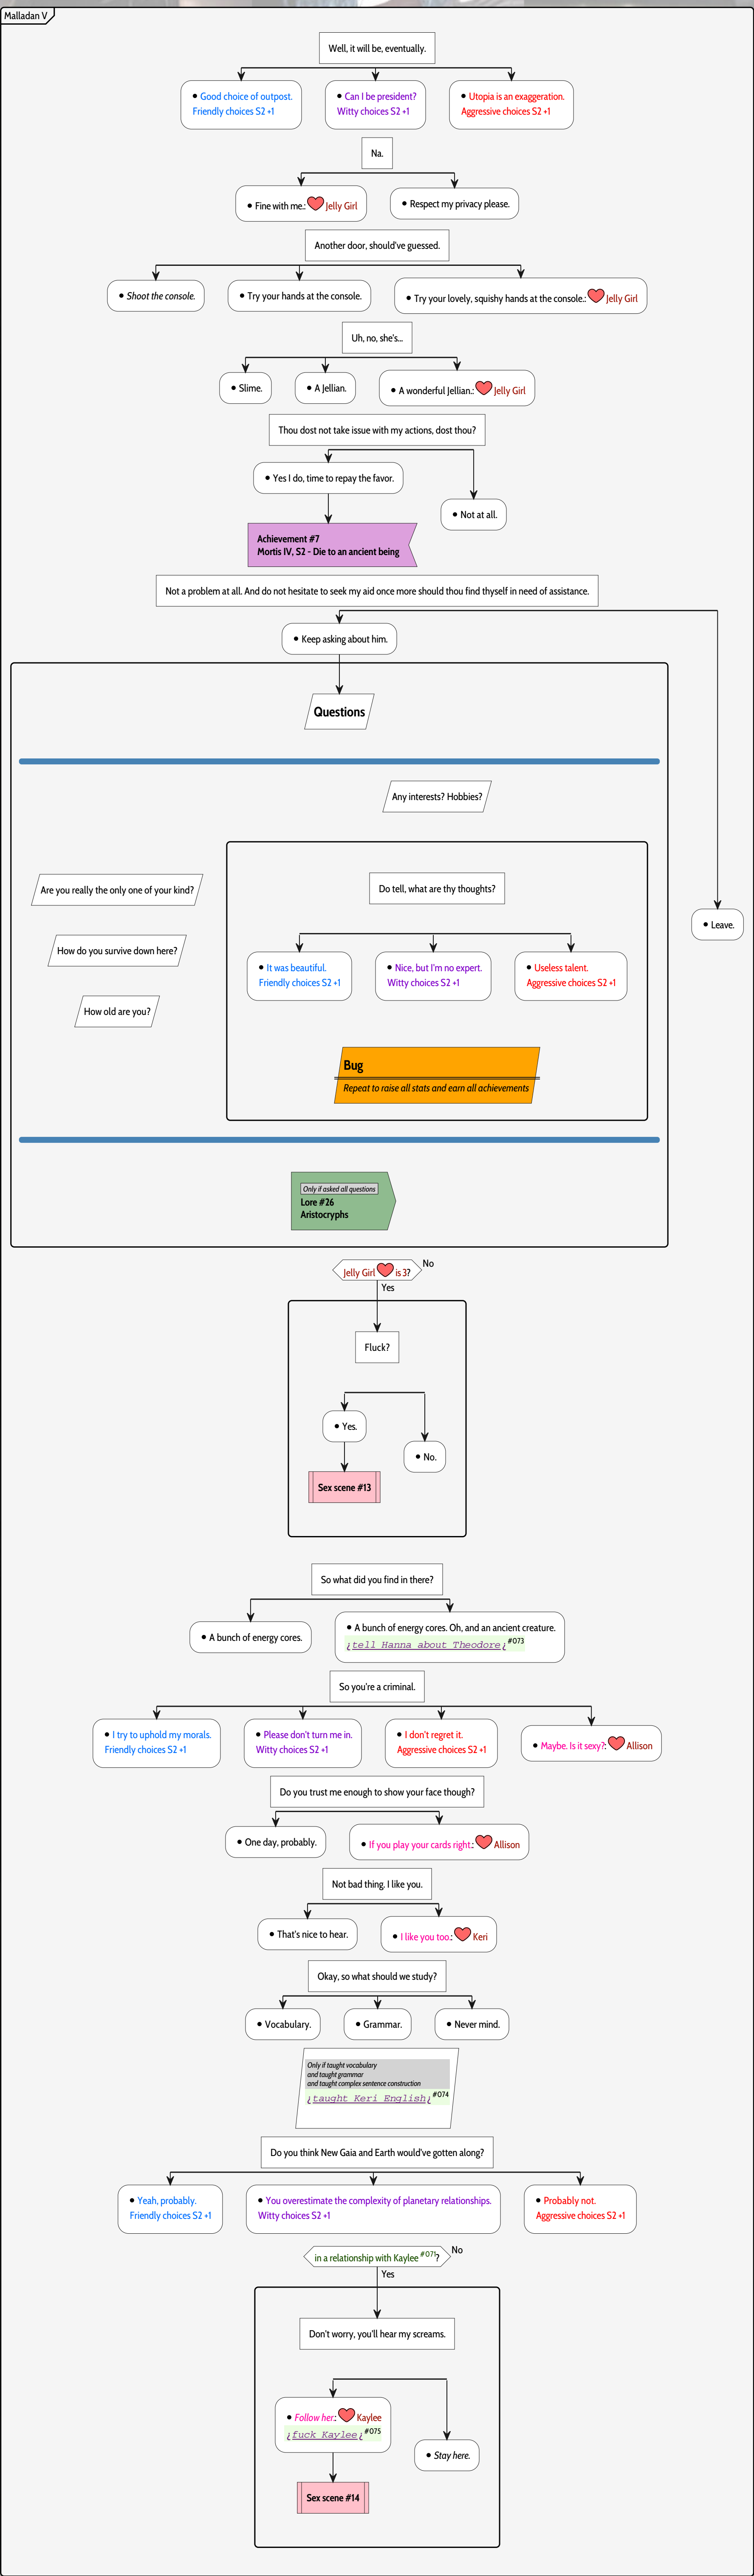 Malladan V
Well, it will be, eventually.
• Good choice of outpost.
Friendly choices S2 +1
• Can I be president?
Witty choices S2 +1
• Utopia is an exaggeration.
Aggressive choices S2 +1
Na.
• Fine with me.: Jelly Girl
• Respect my privacy please.
Another door, should've guessed.
• Shoot the console.
• Try your hands at the console.
• Try your lovely, squishy hands at the console.: Jelly Girl
Uh, no, she's...
• Slime.
• A Jellian.
• A wonderful Jellian.: Jelly Girl
Thou dost not take issue with my actions, dost thou?
• Yes I do, time to repay the favor.
• Not at all.
Achievement #7
Mortis IV, S2 - Die to an ancient being
Not a problem at all. And do not hesitate to seek my aid once more should thou find thyself in need of assistance.
• Keep asking about him.
Questions
Any interests? Hobbies?
Are you really the only one of your kind?
Do tell, what are thy thoughts?
• Leave.
How do you survive down here?
• It was beautiful.
Friendly choices S2 +1
• Nice, but I'm no expert.
Witty choices S2 +1
• Useless talent.
Aggressive choices S2 +1
How old are you?
Bug
Repeat to raise all stats and earn all achievements
Only if asked all questions
Lore #26
Aristocryphs
Jelly Girl is 3?
No
Yes
Fluck?
• Yes.
• No.
Sex scene #13
So what did you find in there?
• A bunch of energy cores.
• A bunch of energy cores. Oh, and an ancient creature.
¿tell Hanna about Theodore¿ #073
So you're a criminal.
• I try to uphold my morals.
Friendly choices S2 +1
• Please don't turn me in.
Witty choices S2 +1
• I don't regret it.
Aggressive choices S2 +1
• Maybe. Is it sexy?: Allison
Do you trust me enough to show your face though?
• One day, probably.
• If you play your cards right.: Allison
Not bad thing. I like you.
• That's nice to hear.
• I like you too.: Keri
Okay, so what should we study?
• Vocabulary.
• Grammar.
• Never mind.
Only if taught vocabulary
and taught grammar
and taught complex sentence construction
¿taught Keri English¿ #074
Do you think New Gaia and Earth would've gotten along?
• Yeah, probably.
Friendly choices S2 +1
• You overestimate the complexity of planetary relationships.
Witty choices S2 +1
• Probably not.
Aggressive choices S2 +1
in a relationship with Kaylee #071?
No
Yes
Don't worry, you'll hear my screams.
• Follow her.: Kaylee
¿fuck Kaylee¿ #075
• Stay here.
Sex scene #14